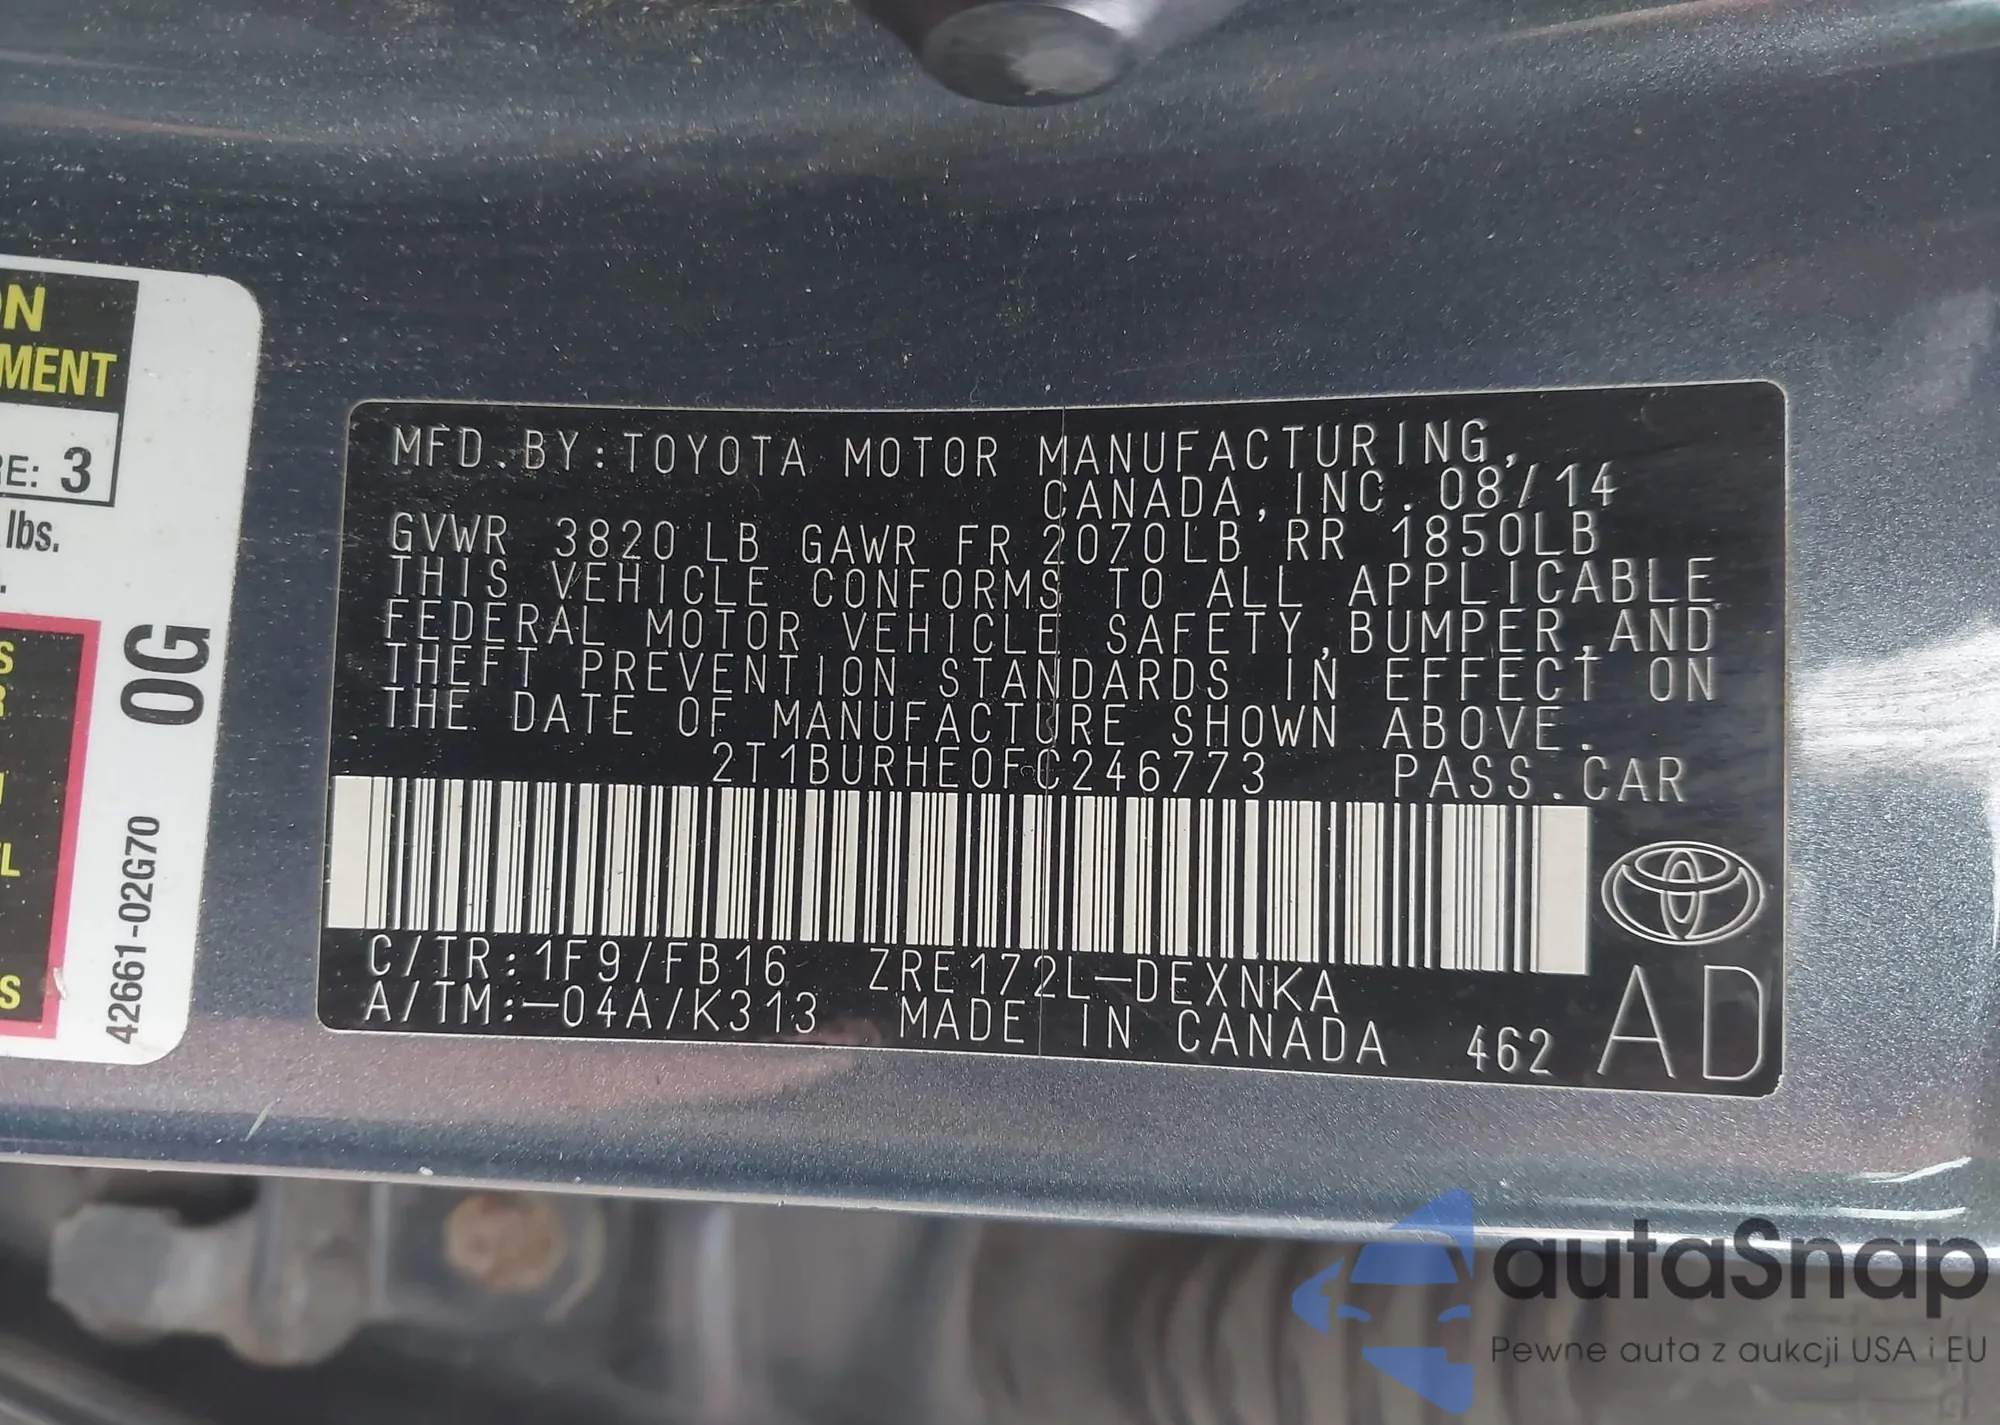 ON
MENT
RE: 3
lbs.
0G
42661-02G70
MFD.BY:TOYOTA MOTOR MANUFACTURING,
CANADA,INC. 08/14
GVWR 3820LB GAWR FR 2070LB RR 1850LB
THIS VEHICLE CONFORMS TO ALL APPLICABLE
FEDERAL MOTOR VEHICLE SAFETY,BUMPER,AND
THEFT PREVENTION STANDARDS IN EFFECT ON
THE DATE OF MANUFACTURE SHOWN ABOVE.
2T1BURHE0FC246773 PASS.CAR
C/TR:1F9/FB16 ZRE172L-DEXNKA
A/TM:-04A/K313 MADE IN CANADA 462 AD
autaSnap
Pewne auta z aukcji USA i EU